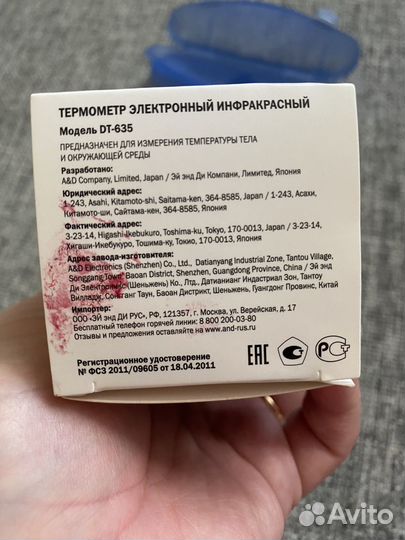 ТЕРМОМЕТР ЭЛЕКТРОННЫЙ ИНФРАКРАСНЫЙ
Модель DT-635
ПРЕДНАЗНАЧЕН ДЛЯ ИЗМЕРЕНИЯ ТЕМПЕРАТУРЫ ТЕЛА
И ОКРУЖАЮЩЕЙ СРЕДЫ
Разработано:
A&D Company, Limited, Japan / Эй энд Ди Компани, Лимитед, Япония
Юридический адрес:
1-243, Asahi, Kitamoto-shi, Saitama-ken, 364-8585, Japan / 1-243, Асахи,
Китамото-ши, Сайтама-кен, 364-8585, Япония
Фактический адрес:
3-23-14, Higashi-Ikebukuro, Toshima-ku, Tokyo, 170-0013, Japan / 3-23-14,
Хигаши-Икебукуро, Тошима-ку, Токио, 170-0013, Япония
Адрес завода-изготовителя:
A&D Electronics (Shenzhen) Co., Ltd., Datianyang Industrial Zone, Tantou Village,
Songgang Town, Baoan District, Shenzhen, Guangdong Province, China / Эй энд
Ди Электроникс (Шеньжень) Ко., Лтд., Датианianг Индастриал Зон, Тантоу
Вилладж, Сонгганг Таун, Баоан Дистрикт, Шеньжень, Гуангдонг Провинс, Китай
Импортер:
ООО "ЭЙ ЭНД ДИ РУС", РФ, 121357, г. Москва, ул. Верейская, д. 17
Бесплатный телефон горячей линии: 8 800 200-03-80
Отзывы и предложения оставляйте на www.and-rus.ru
Регистрационное удостоверение
№ ФСЗ 2011/09605 от 18.04.2011
ЕАС
Avito